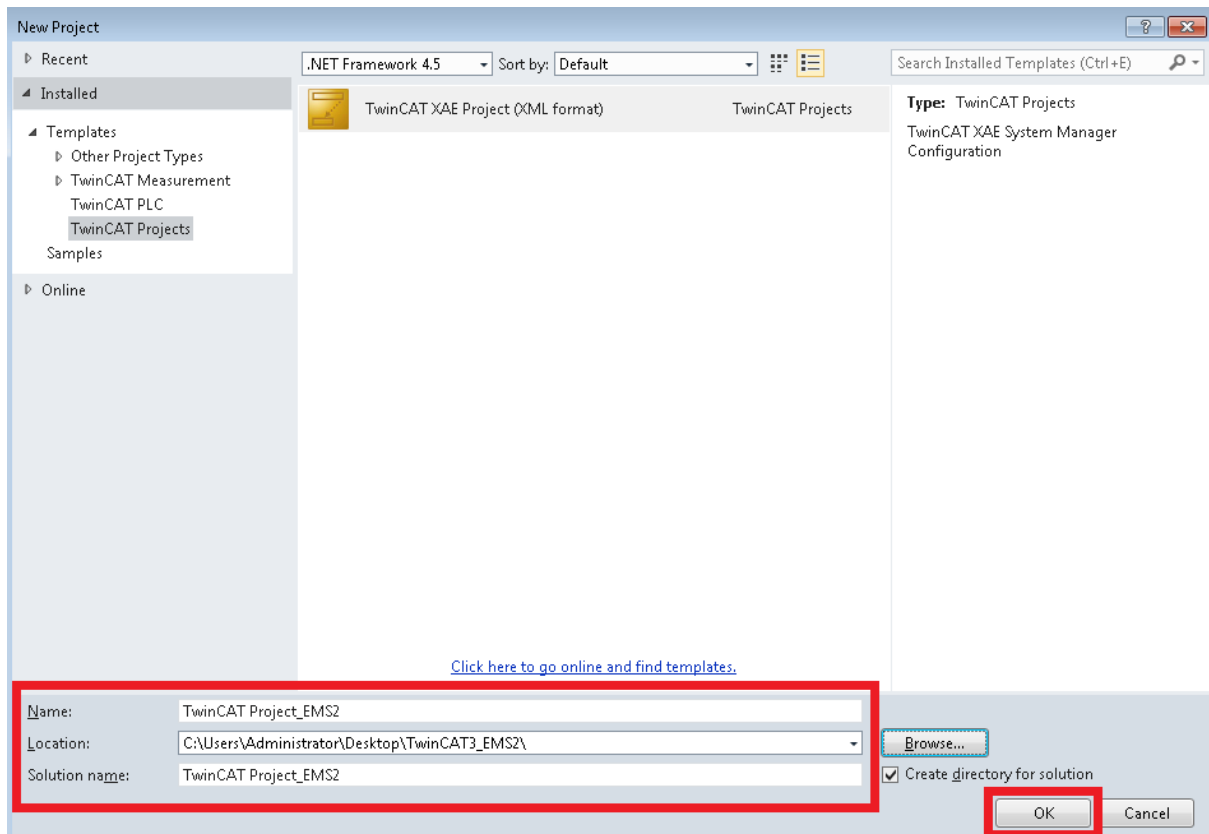 New Project
Recent
.NET Framework 4.5
Sort by: Default
Search Installed Templates (Ctrl+E)
Installed
Templates
Other Project Types
TwinCAT Measurement
TwinCAT PLC
TwinCAT Projects
Samples
Online
TwinCAT XAE Project (XML format) TwinCAT Projects
Type: TwinCAT Projects
TwinCAT XAE System Manager
Configuration
Click here to go online and find templates.
Name: TwinCAT Project_EMS2
Location: C:\Users\Administrator\Desktop\TwinCAT3_EMS2\
Browse...
Solution name: TwinCAT Project_EMS2
Create directory for solution
OK Cancel